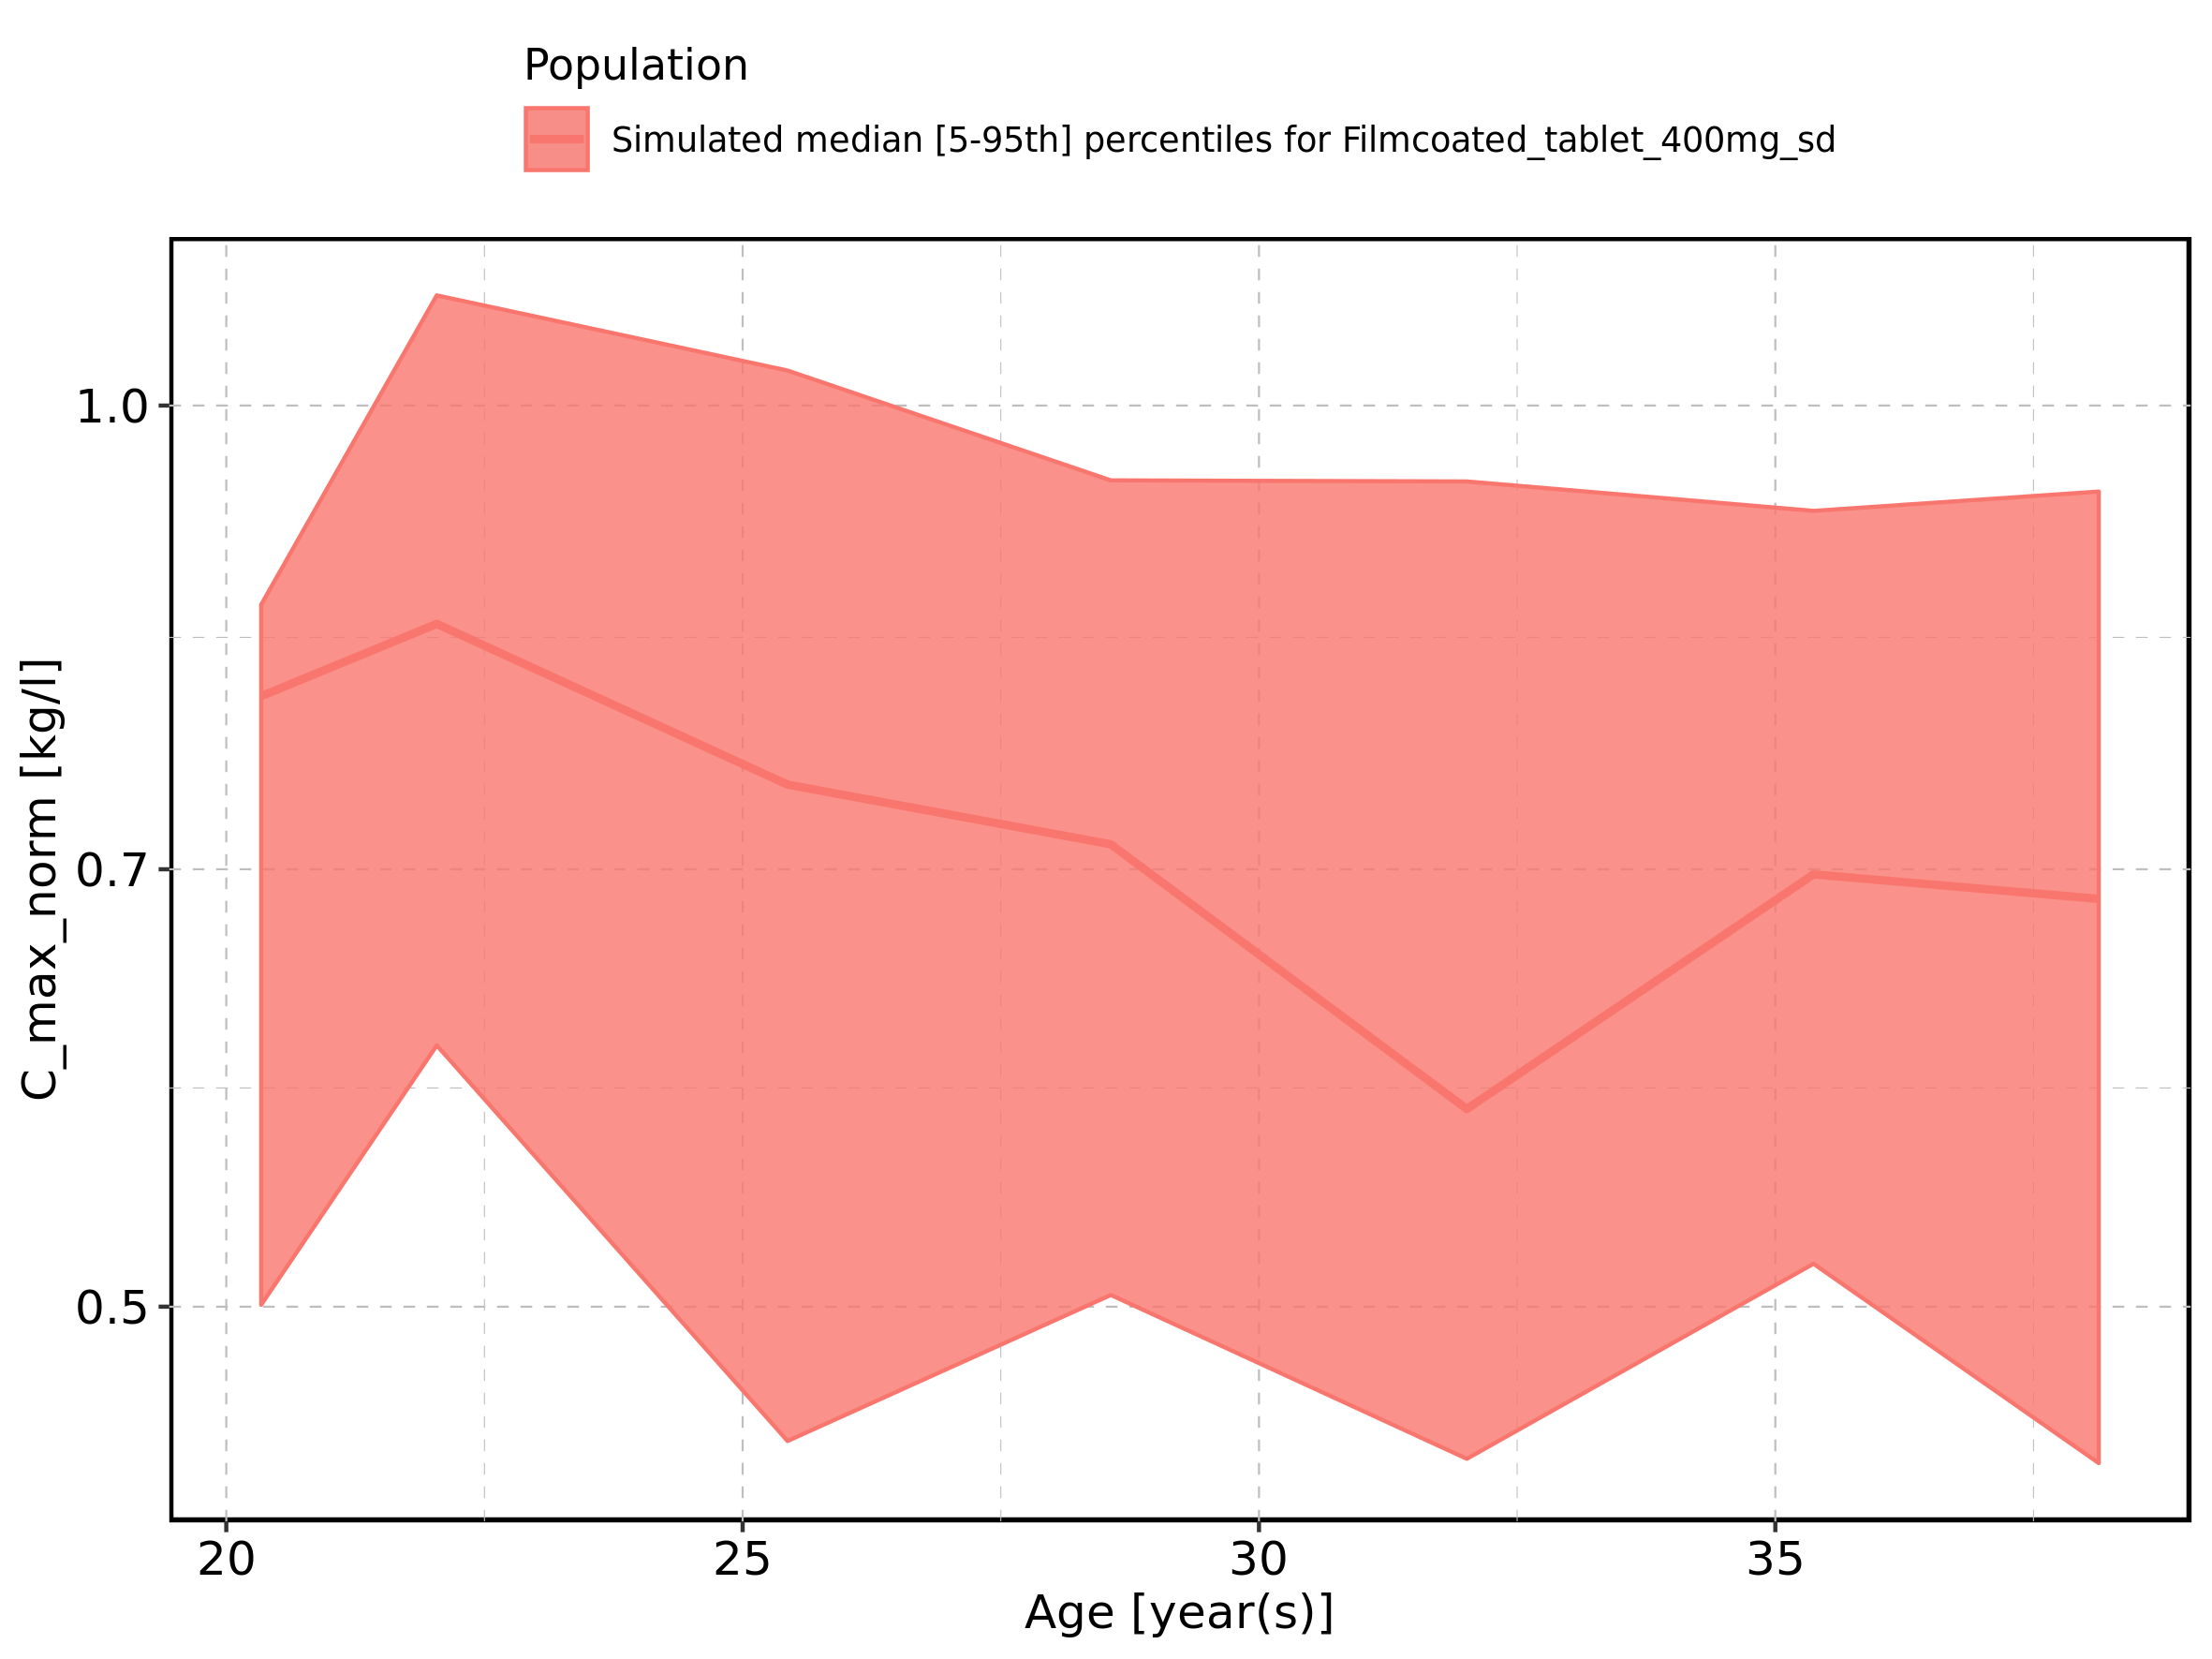 Population
Simulated median [5-95th] percentiles for Filmcoated_tablet_400mg_sd
C_max_norm [kg/l]
1.0
0.7
0.5
20 25 30 35
Age [year(s)]